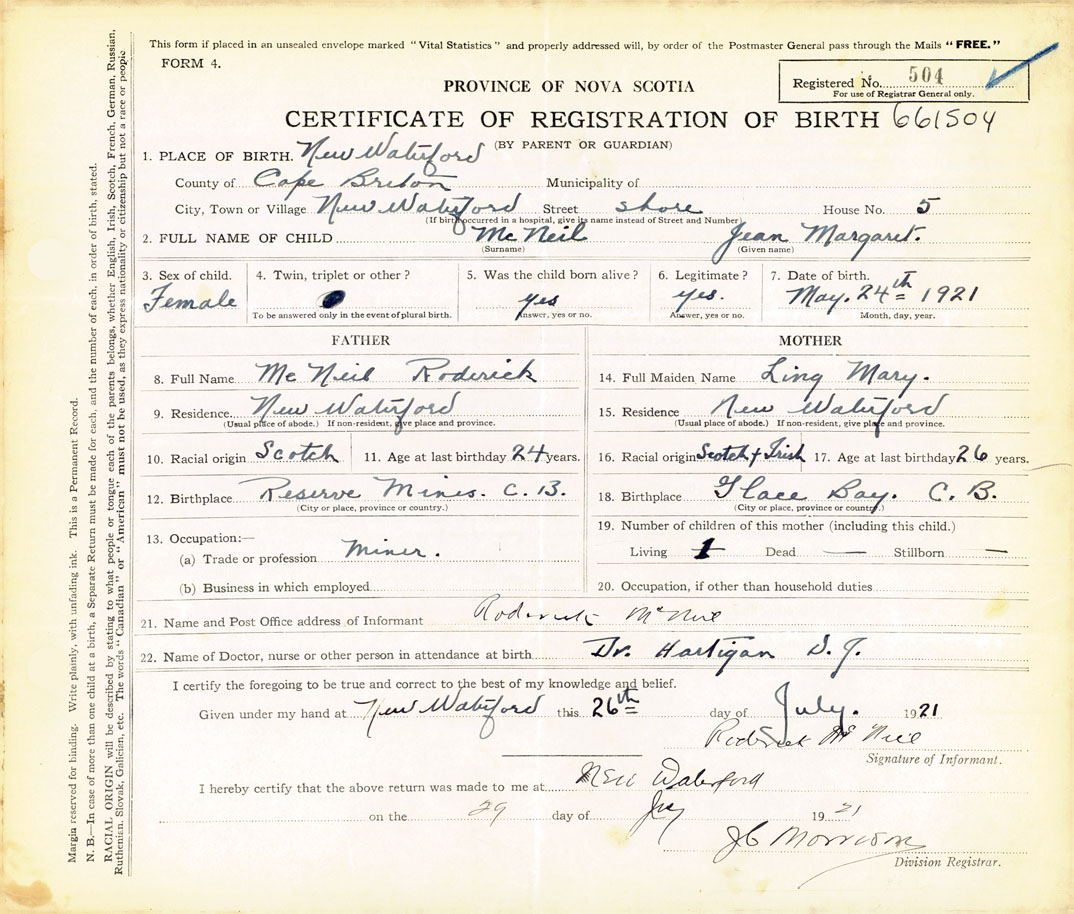 This form if placed in an unsealed envelope marked "Vital Statistics" and properly addressed will, by order of the Postmaster General pass through the Mails "FREE."
FORM 4.
Registered No. 504
For use of Registrar General only.
PROVINCE OF NOVA SCOTIA
CERTIFICATE OF REGISTRATION OF BIRTH 661504
(BY PARENT OR GUARDIAN)
1. PLACE OF BIRTH. New Waterford
County of Cape Breton Municipality of
City, Town or Village New Waterford Street shore House No. 5
(If birth occurred in a hospital, give its name instead of Street and Number)
2. FULL NAME OF CHILD McNeil Jean Margaret.
(Surname) (Given name)
3. Sex of child. 4. Twin, triplet or other? 5. Was the child born alive? 6. Legitimate? 7. Date of birth.
Female yes yes. May. 24th 1921
To be answered only in the event of plural birth. Answer, yes or no. Answer, yes or no. Month, day, year.
FATHER MOTHER
8. Full Name Mc Neil Roderick 14. Full Maiden Name Ling Mary.
9. Residence. New Waterford 15. Residence New Waterford
(Usual place of abode.) If non-resident, give place and province. (Usual place of abode.) If non-resident, give place and province.
10. Racial origin Scotch 11. Age at last birthday 24 years. 16. Racial origin Scotch & Irish 17. Age at last birthday 26 years.
12. Birthplace Reserve Mines. C. B. 18. Birthplace Glace Bay. C. B.
(City or place, province or country.) (City or place, province or country.)
13. Occupation:— 19. Number of children of this mother (including this child.)
(a) Trade or profession Miner. Living 1 Dead — Stillborn —
(b) Business in which employed 20. Occupation, if other than household duties
21. Name and Post Office address of Informant Roderick McNeil
22. Name of Doctor, nurse or other person in attendance at birth Dr. Hartigan D. J.
I certify the foregoing to be true and correct to the best of my knowledge and belief.
Given under my hand at New Waterford this 26th day of July. 1921
Roderick Mc Neil
Signature of Informant.
I hereby certify that the above return was made to me at New Waterford
on the 29 day of July 1921
JC Morrison
Division Registrar.
Margin reserved for binding. Write plainly, with unfading ink. This is a Permanent Record.
N. B.—In case of more than one child at a birth, a Separate Return must be made for each, and the number of each, in order of birth, stated.
RACIAL ORIGIN will be described by stating to what people or tongue each of the parents belongs, whether English, Irish, Scotch, French, German, Russian,
Ruthenian, Slovak, Galician, etc. The words "Canadian" or "American" must not be used, as they express nationality or citizenship but not a race or people